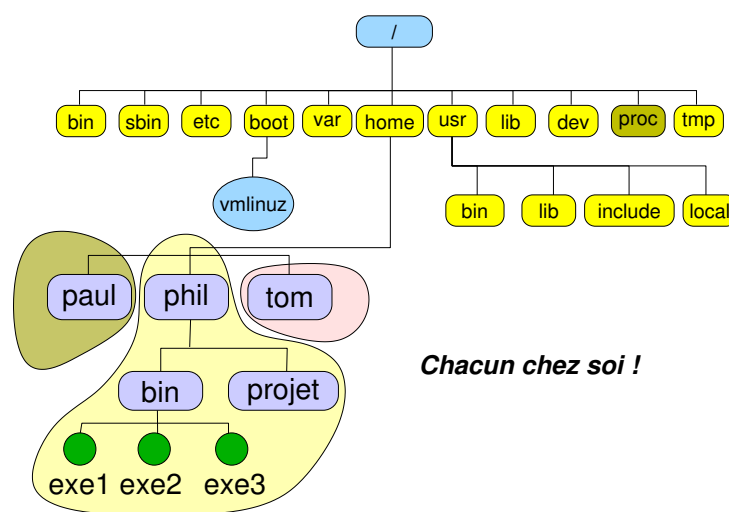 /
bin sbin etc boot var home usr lib dev proc tmp
vmlinuz
bin lib include local
paul phil tom
Chacun chez soi !
bin projet
exe1 exe2 exe3